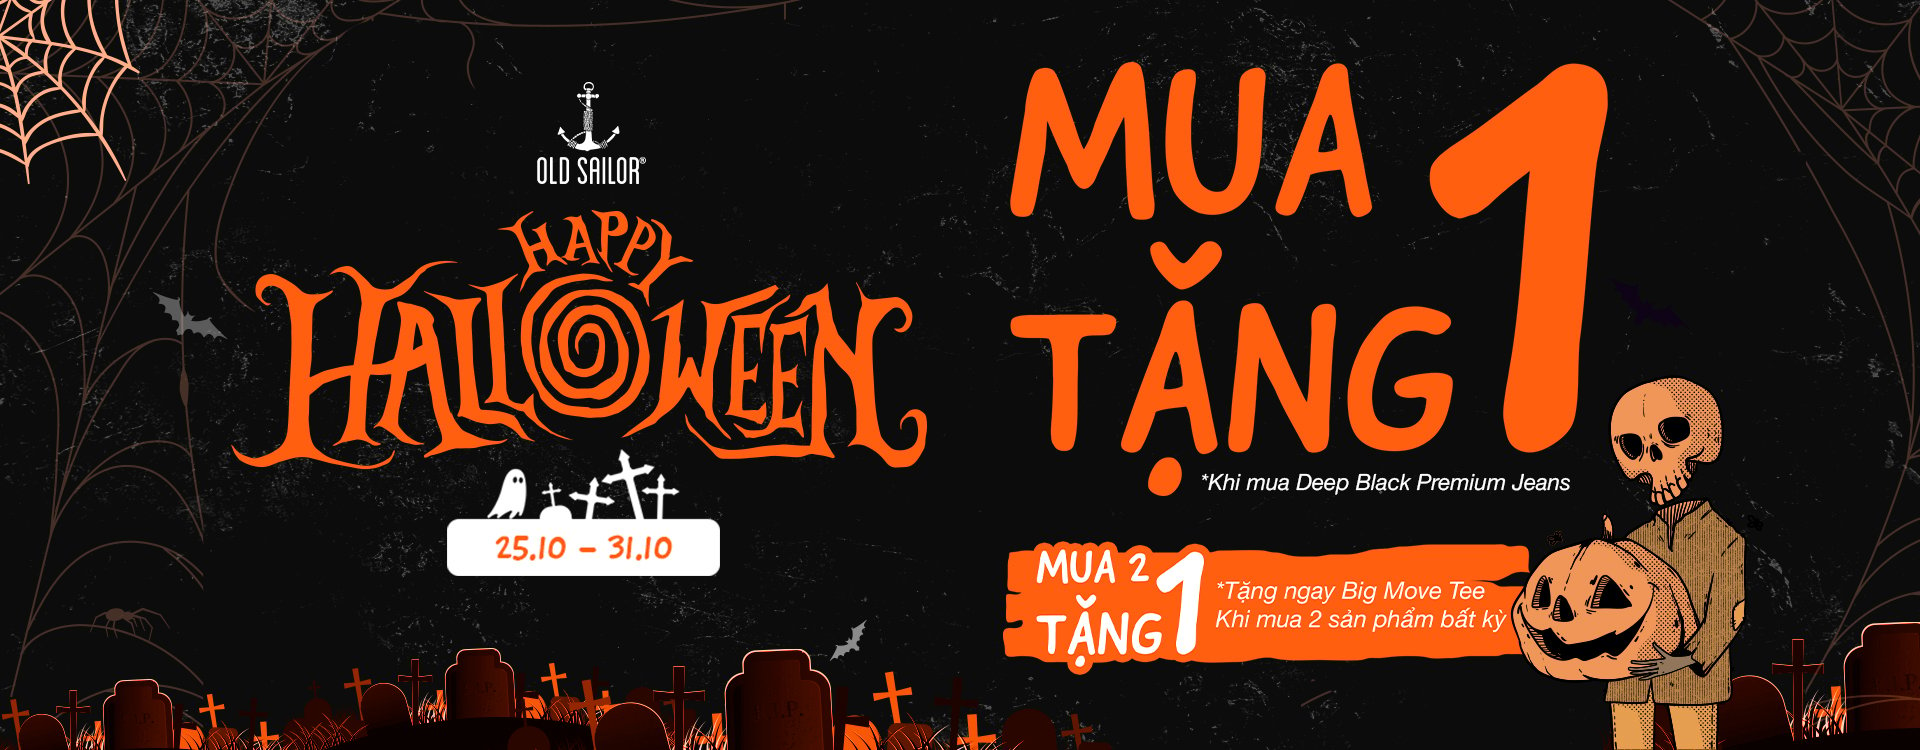 OLD SAILOR®
HAPPY
HALLOWEEN
25.10 – 31.10
MUA 1
TẶNG 1
*Khi mua Deep Black Premium Jeans
MUA 2
TẶNG 1
*Tặng ngay Big Move Tee
Khi mua 2 sản phẩm bất kỳ
R.I.P.
R.I.P.